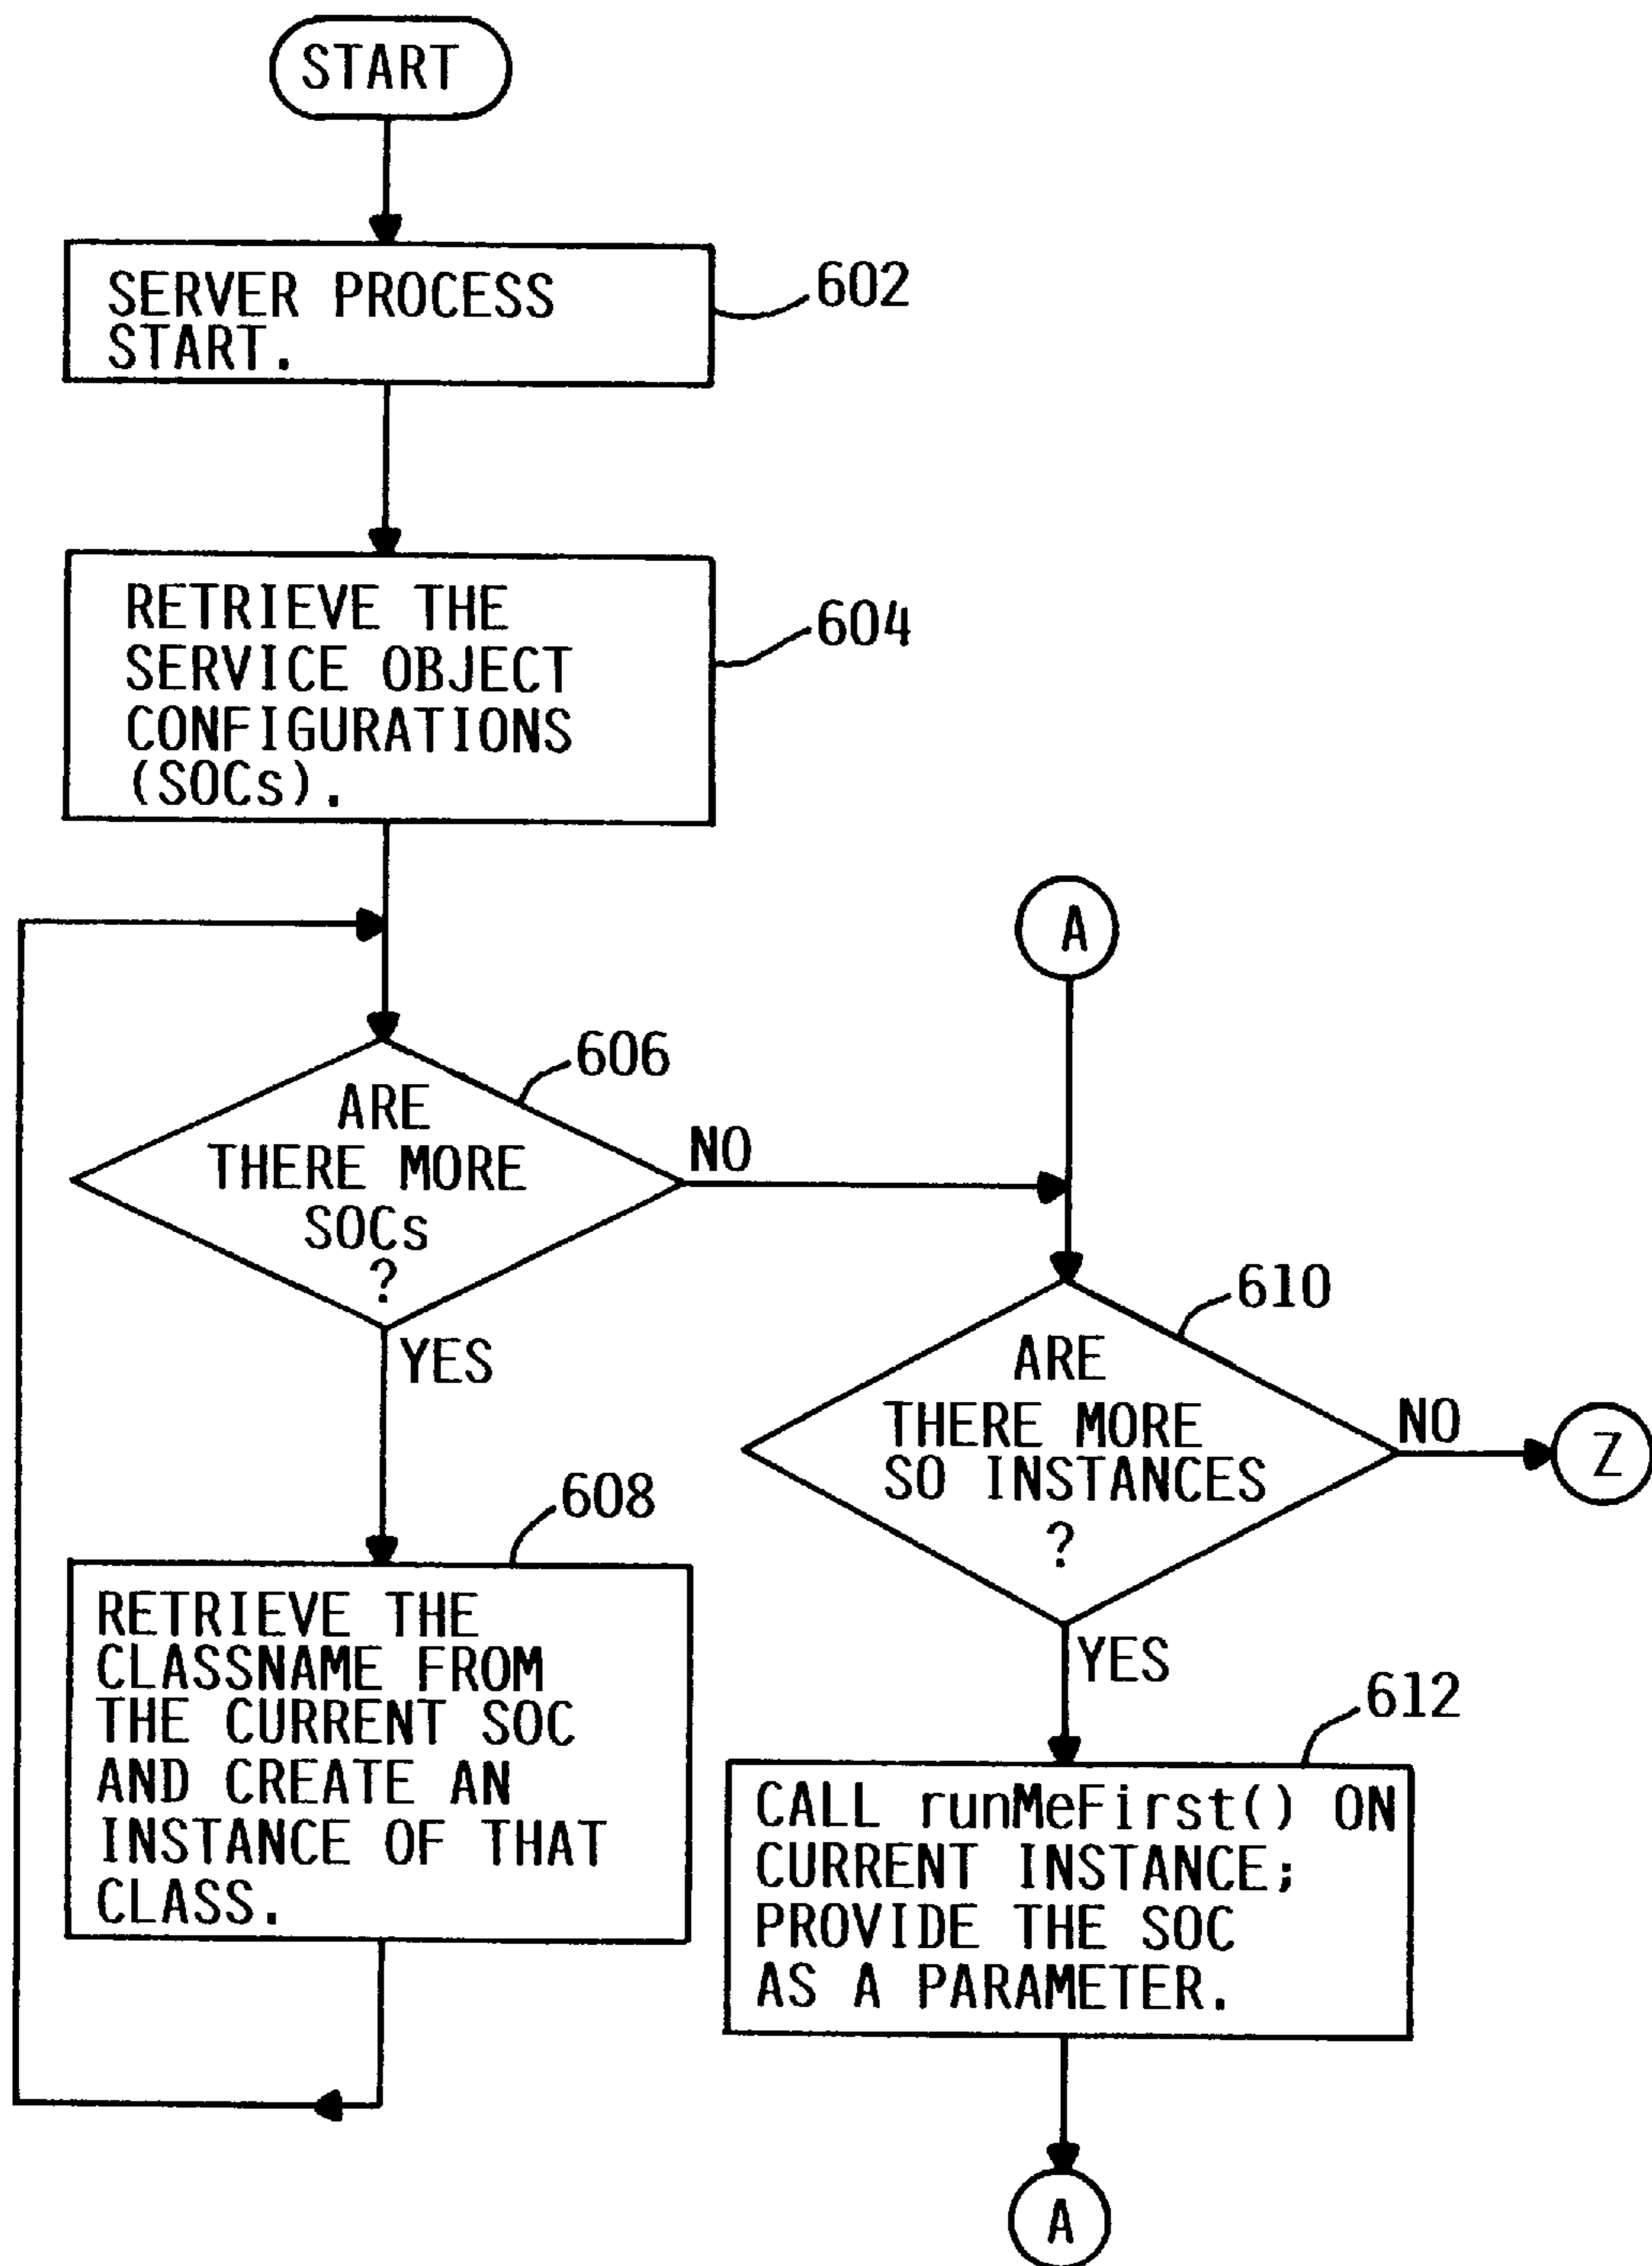 START
SERVER PROCESS
START.
602
RETRIEVE THE
SERVICE OBJECT
CONFIGURATIONS
(SOCs).
604
A
606
ARE
THERE MORE
SOCs
?
NO
YES
610
ARE
THERE MORE
SO INSTANCES
?
NO
Z
YES
608
RETRIEVE THE
CLASSNAME FROM
THE CURRENT SOC
AND CREATE AN
INSTANCE OF THAT
CLASS.
612
CALL runMeFirst() ON
CURRENT INSTANCE;
PROVIDE THE SOC
AS A PARAMETER.
A